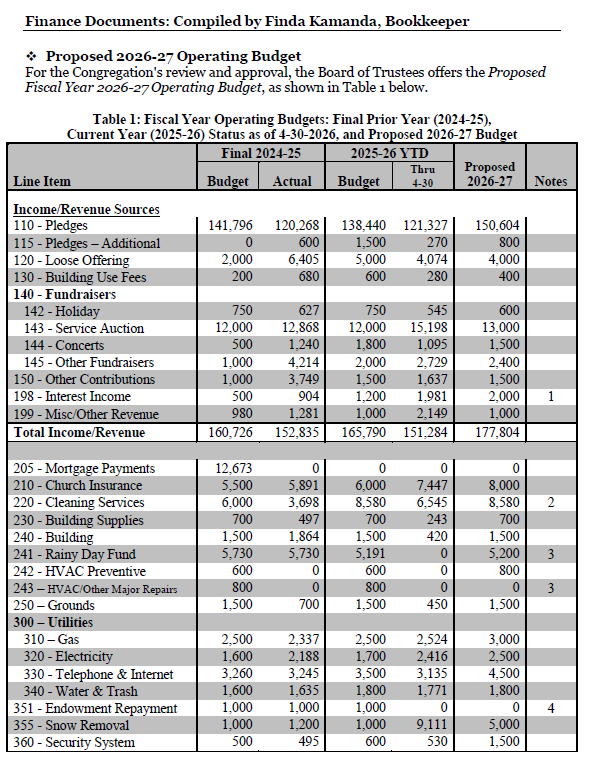 Finance Documents: Compiled by Finda Kamanda, Bookkeeper
❖ Proposed 2026-27 Operating Budget
For the Congregation's review and approval, the Board of Trustees offers the Proposed
Fiscal Year 2026-27 Operating Budget, as shown in Table 1 below.
Table 1: Fiscal Year Operating Budgets: Final Prior Year (2024-25),
Current Year (2025-26) Status as of 4-30-2026, and Proposed 2026-27 Budget
Final 2024-25 2025-26 YTD
Line Item Budget Actual Budget Thru 4-30 Proposed 2026-27 Notes
Income/Revenue Sources
110 - Pledges 141,796 120,268 138,440 121,327 150,604
115 - Pledges – Additional 0 600 1,500 270 800
120 - Loose Offering 2,000 6,405 5,000 4,074 4,000
130 - Building Use Fees 200 680 600 280 400
140 - Fundraisers
142 - Holiday 750 627 750 545 600
143 - Service Auction 12,000 12,868 12,000 15,198 13,000
144 - Concerts 500 1,240 1,800 1,095 1,500
145 - Other Fundraisers 1,000 4,214 2,000 2,729 2,400
150 - Other Contributions 1,000 3,749 1,500 1,637 1,500
198 - Interest Income 500 904 1,200 1,981 2,000 1
199 - Misc/Other Revenue 980 1,281 1,000 2,149 1,000
Total Income/Revenue 160,726 152,835 165,790 151,284 177,804
205 - Mortgage Payments 12,673 0 0 0 0
210 - Church Insurance 5,500 5,891 6,000 7,447 8,000
220 - Cleaning Services 6,000 3,698 8,580 6,545 8,580 2
230 - Building Supplies 700 497 700 243 700
240 - Building 1,500 1,864 1,500 420 1,500
241 - Rainy Day Fund 5,730 5,730 5,191 0 5,200 3
242 - HVAC Preventive 600 0 600 0 800
243 – HVAC/Other Major Repairs 800 0 800 0 0 3
250 – Grounds 1,500 700 1,500 450 1,500
300 – Utilities
310 – Gas 2,500 2,337 2,500 2,524 3,000
320 - Electricity 1,600 2,188 1,700 2,416 2,500
330 - Telephone & Internet 3,260 3,245 3,500 3,135 4,500
340 - Water & Trash 1,600 1,635 1,800 1,771 1,800
351 - Endowment Repayment 1,000 1,000 1,000 0 0 4
355 - Snow Removal 1,000 1,200 1,000 9,111 5,000
360 - Security System 500 495 600 530 1,500